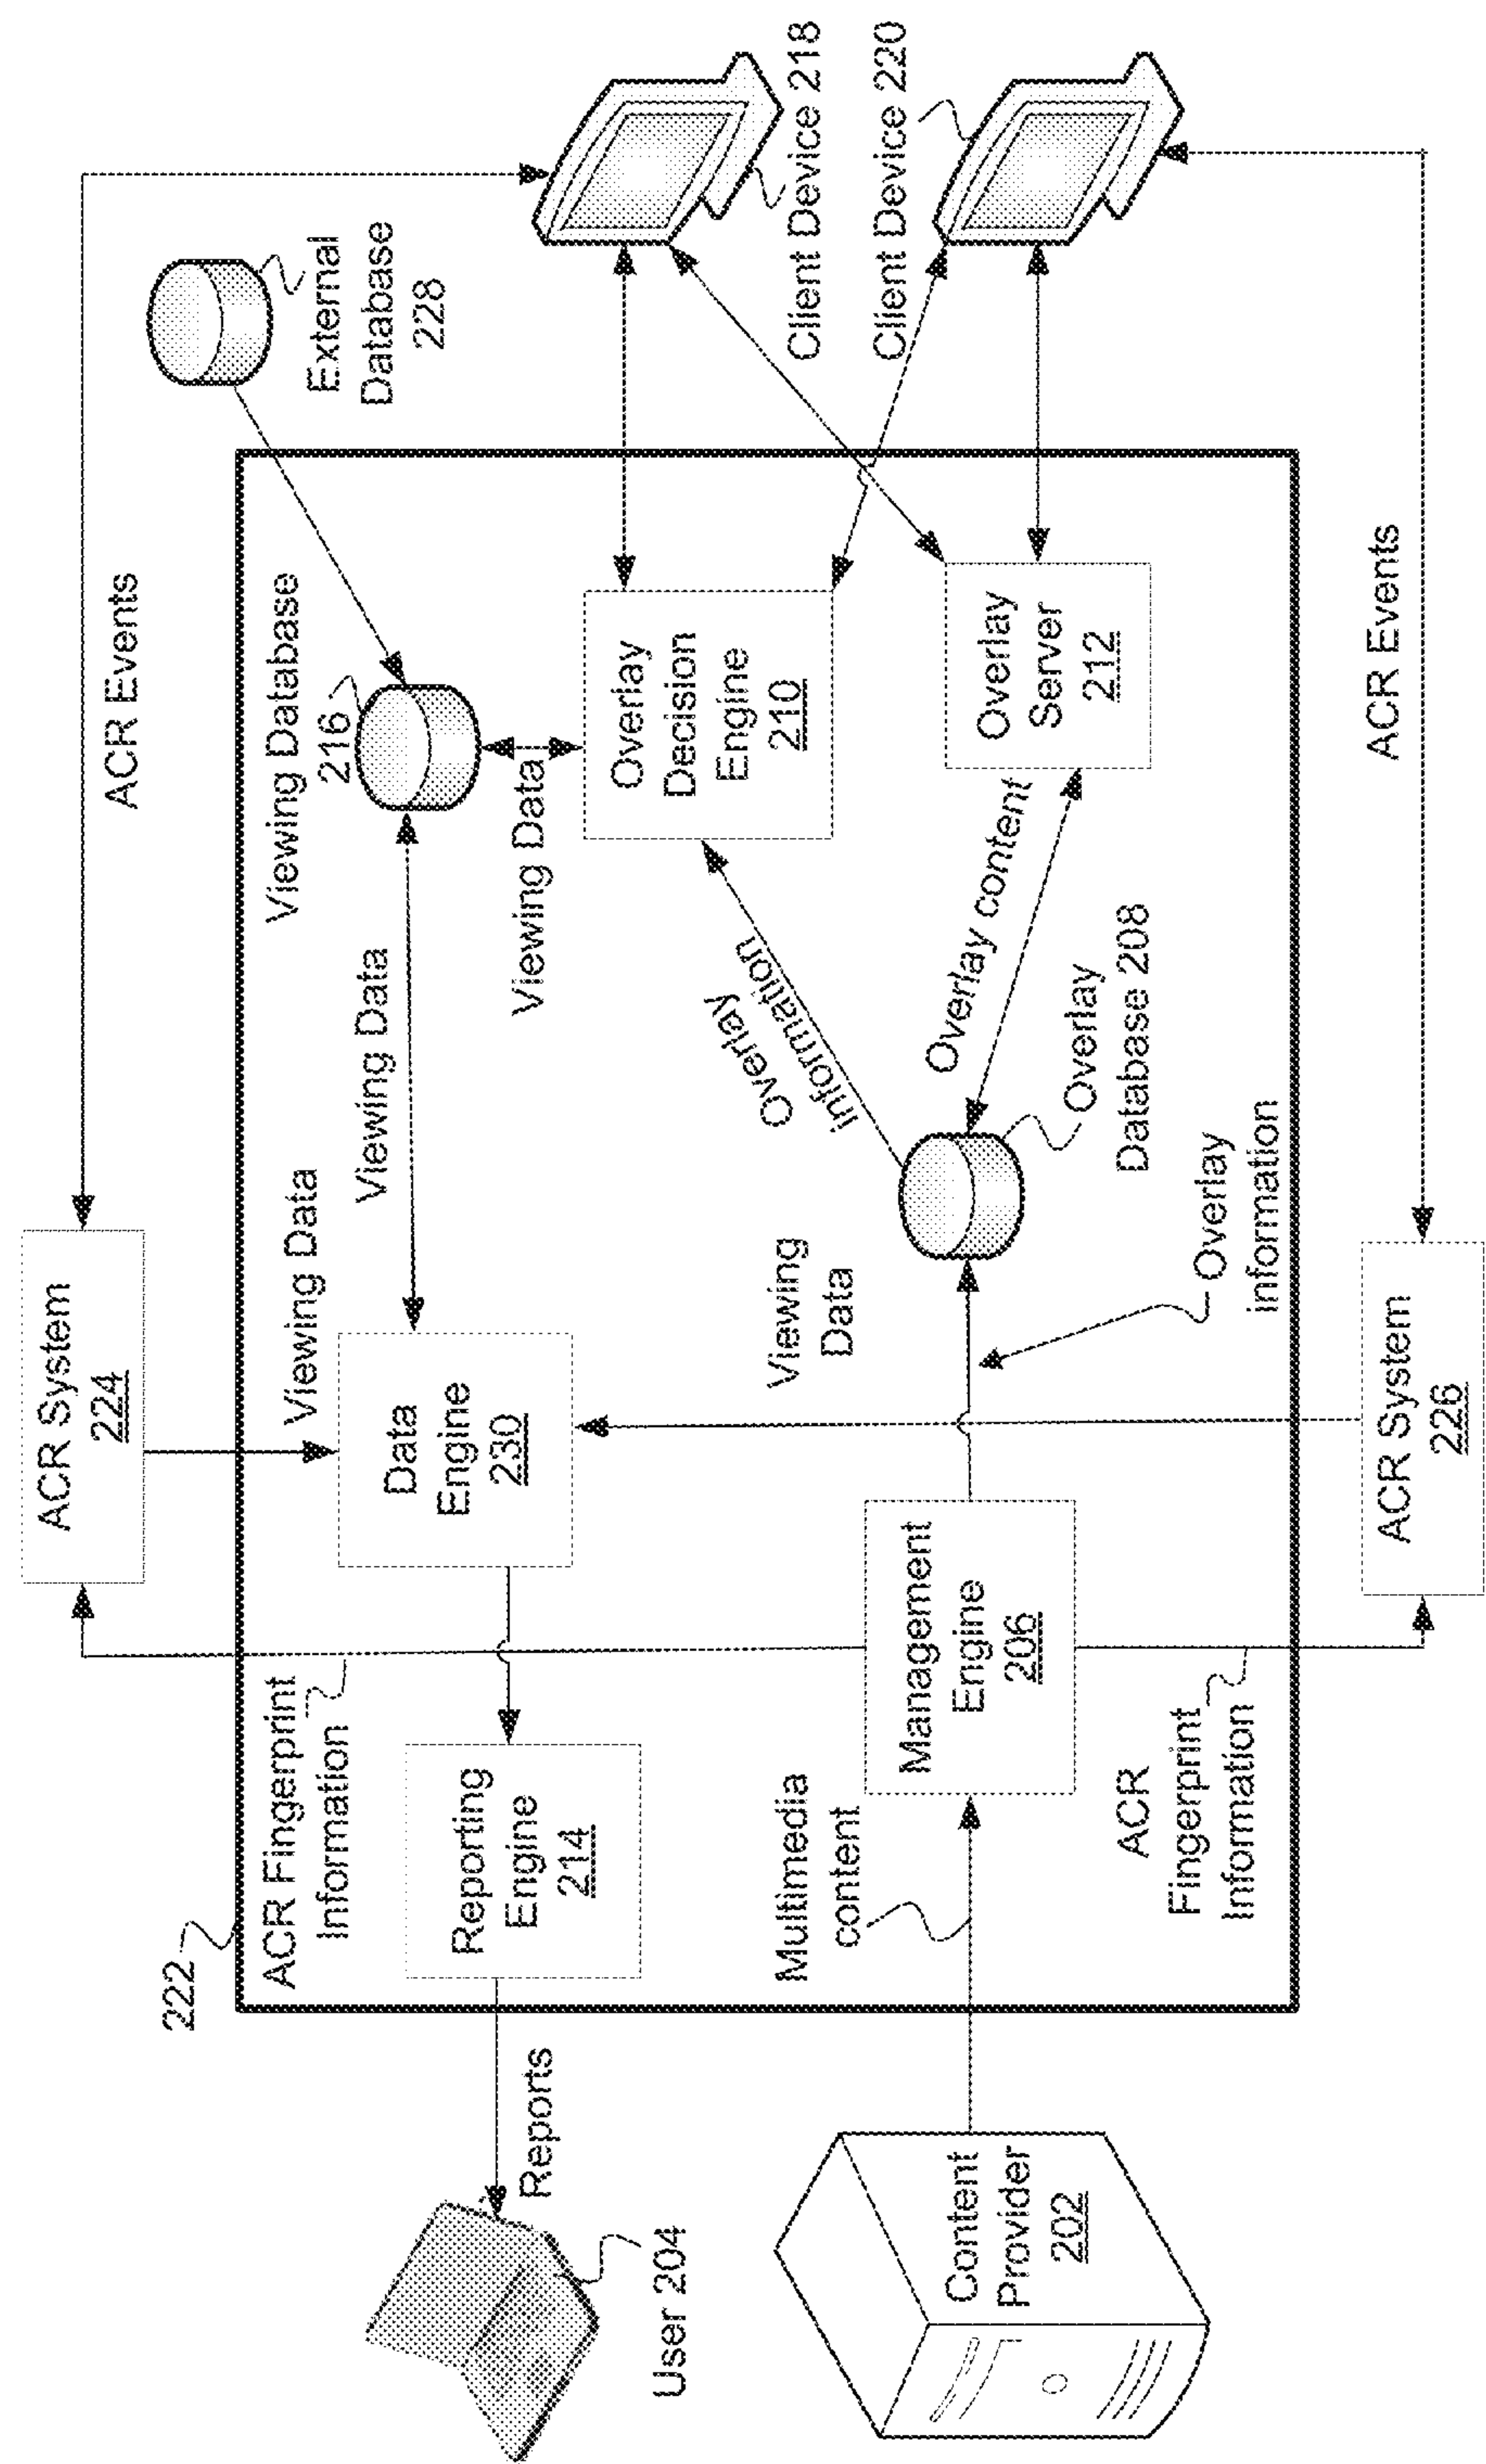 ACR System
224
ACR Events
ACR Fingerprint
Information
Viewing Data
222
Viewing Data
Viewing Database
216
External
Database
228
Reports
User 204
Reporting
Engine
214
Data
Engine
230
Viewing Data
Overlay
Decision
Engine
210
Client Device 218
Overlay
information
Multimedia
content
Viewing
Data
Content
Provider
202
Management
Engine
206
Overlay content
Overlay
Database 208
Overlay
Server
212
Client Device 220
ACR
Fingerprint
Information
Overlay
information
ACR System
226
ACR Events